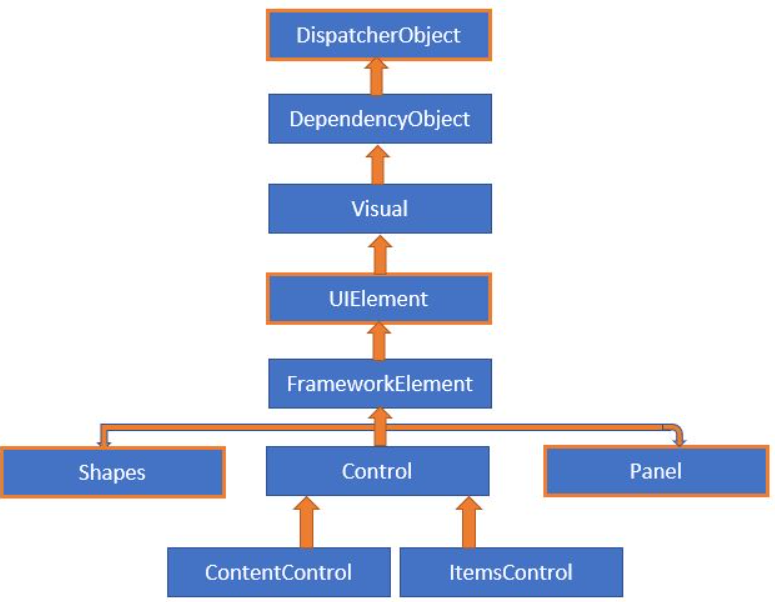 DispatcherObject
DependencyObject
Visual
UIElement
FrameworkElement
Shapes
Control
Panel
ContentControl
ItemsControl